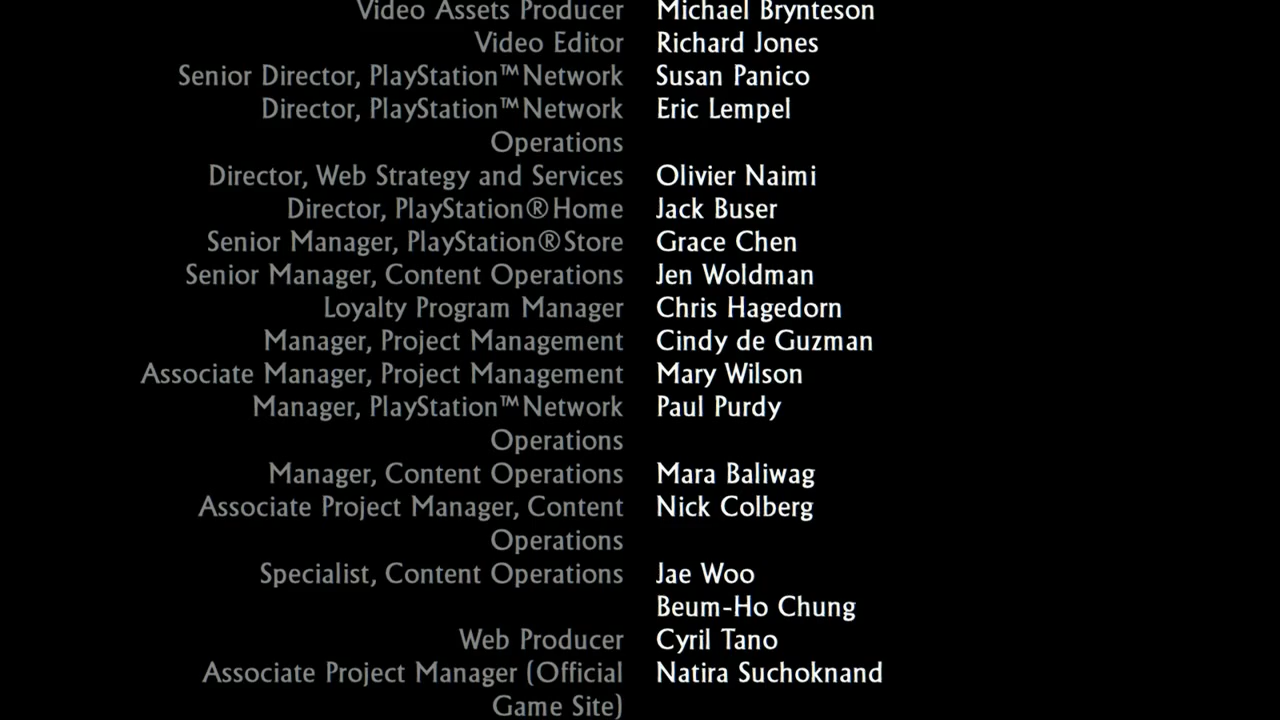 Video Assets Producer Michael Brynteson
Video Editor Richard Jones
Senior Director, PlayStation™Network Susan Panico
Director, PlayStation™Network Eric Lempel
Operations
Director, Web Strategy and Services Olivier Naimi
Director, PlayStation®Home Jack Buser
Senior Manager, PlayStation®Store Grace Chen
Senior Manager, Content Operations Jen Woldman
Loyalty Program Manager Chris Hagedorn
Manager, Project Management Cindy de Guzman
Associate Manager, Project Management Mary Wilson
Manager, PlayStation™Network Paul Purdy
Operations
Manager, Content Operations Mara Baliwag
Associate Project Manager, Content Nick Colberg
Operations
Specialist, Content Operations Jae Woo
Beum-Ho Chung
Web Producer Cyril Tano
Associate Project Manager (Official Natira Suchoknand
Game Site)